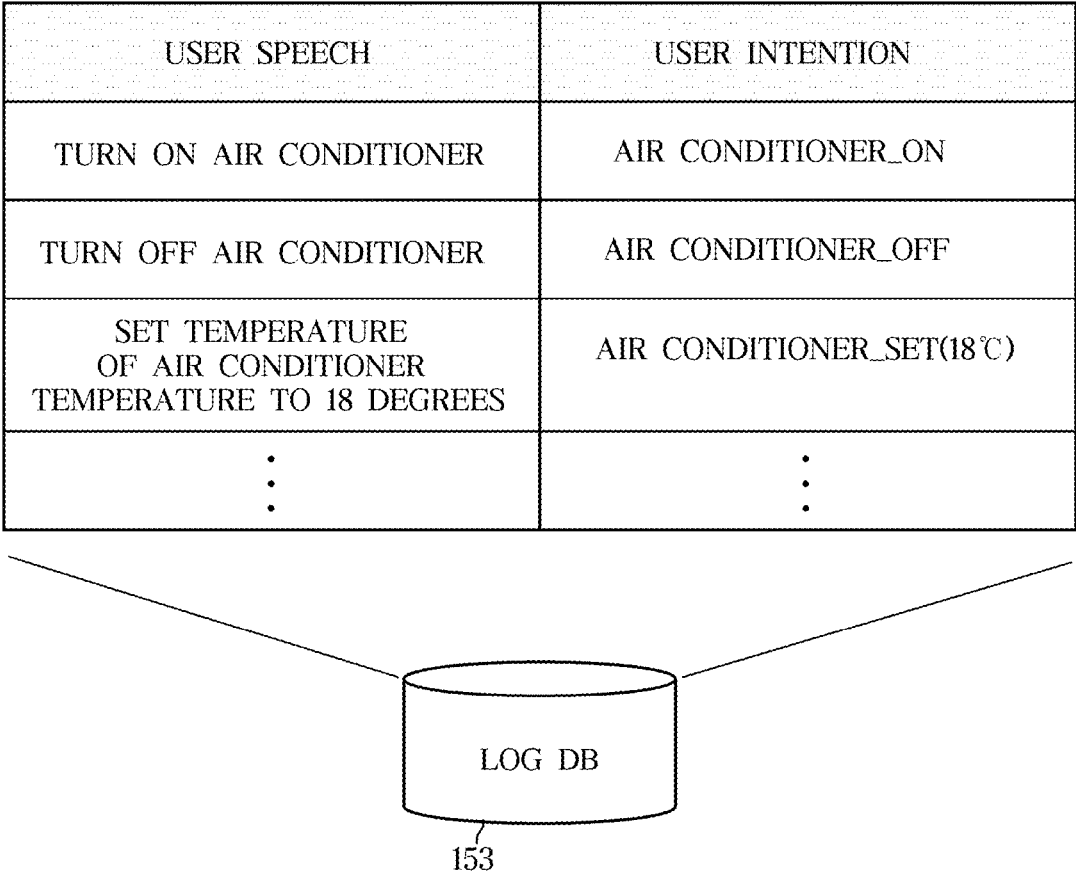 USER SPEECH
USER INTENTION
TURN ON AIR CONDITIONER
AIR CONDITIONER_ON
TURN OFF AIR CONDITIONER
AIR CONDITIONER_OFF
SET TEMPERATURE
OF AIR CONDITIONER
TEMPERATURE TO 18 DEGREES
AIR CONDITIONER_SET(18℃)
LOG DB
153